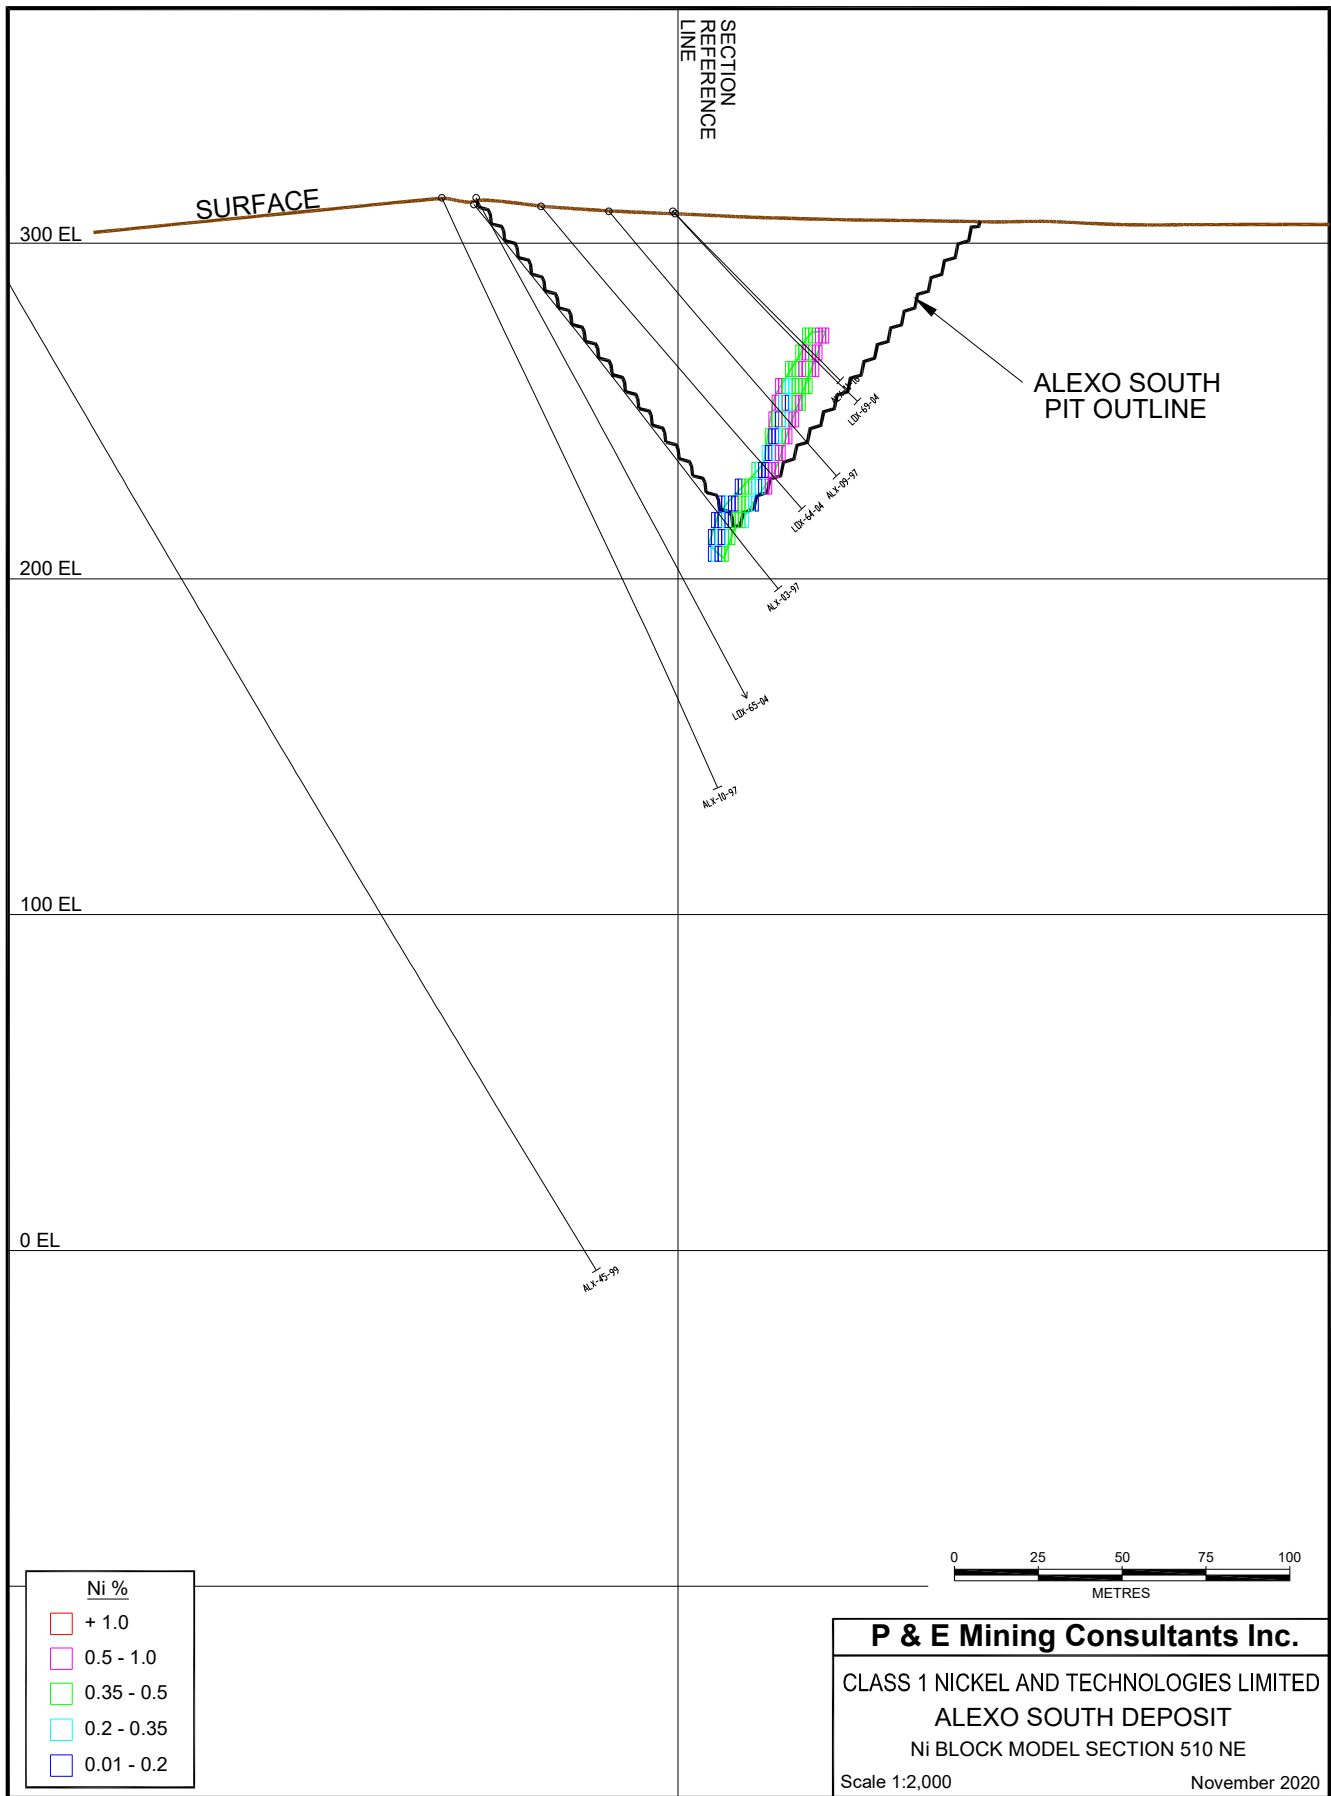 SECTION
REFERENCE
LINE
SURFACE
300 EL
ALEXO SOUTH
PIT OUTLINE
LDX-69-04
ALX-09-97
LDX-64-04
200 EL
ALX-03-97
LDX-65-04
ALX-10-97
100 EL
0 EL
ALX-45-99
0 25 50 75 100
METRES
Ni %
+ 1.0
0.5 - 1.0
0.35 - 0.5
0.2 - 0.35
0.01 - 0.2
P & E Mining Consultants Inc.
CLASS 1 NICKEL AND TECHNOLOGIES LIMITED
ALEXO SOUTH DEPOSIT
Ni BLOCK MODEL SECTION 510 NE
Scale 1:2,000 November 2020